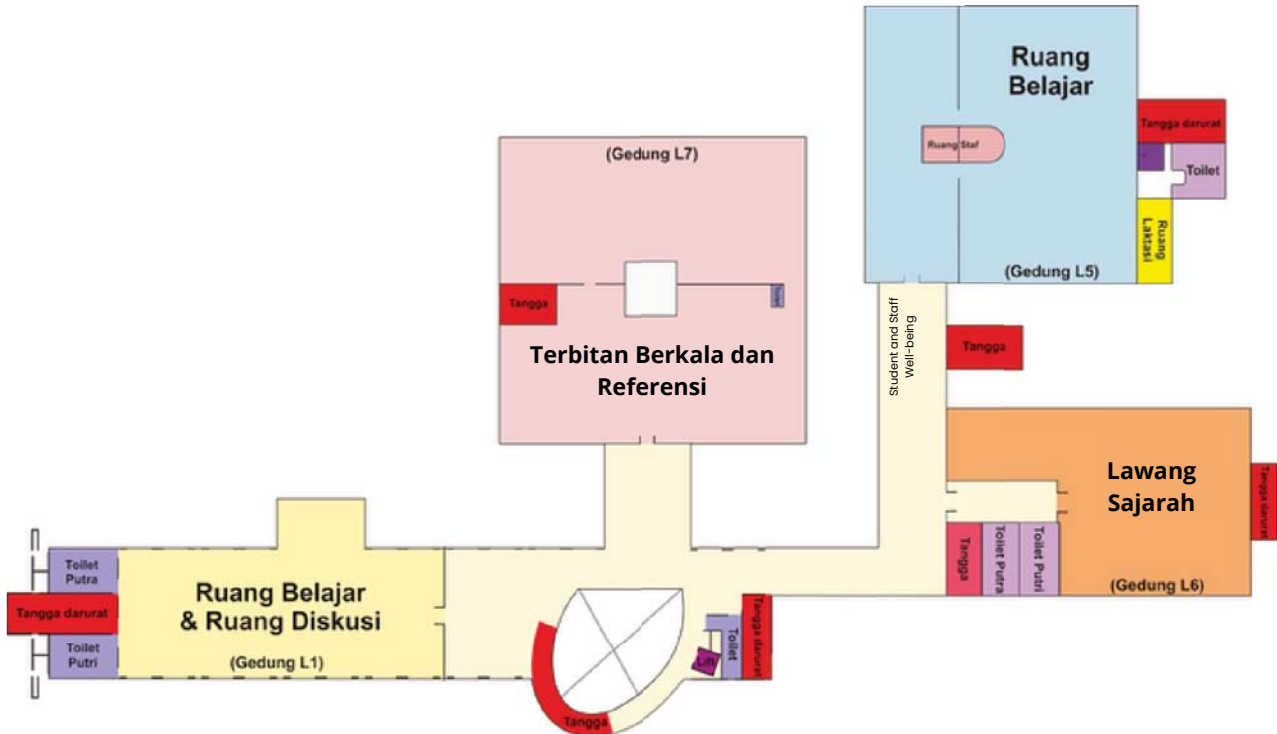 Ruang
Belajar
Tangga darurat
Ruang Staf
Toilet
Ruang
Laktasi
(Gedung L5)
(Gedung L7)
Tangga
Toilet
Terbitan Berkala dan
Referensi
Student and Staff
Well-being
Tangga
Lawang
Sajarah
Tangga darurat
Tangga
Toilet Putra
Toilet Putri
(Gedung L6)
Toilet
Putra
Tangga darurat
Toilet
Putri
Ruang Belajar
& Ruang Diskusi
(Gedung L1)
Tangga
Lift
Toilet
Tangga darurat